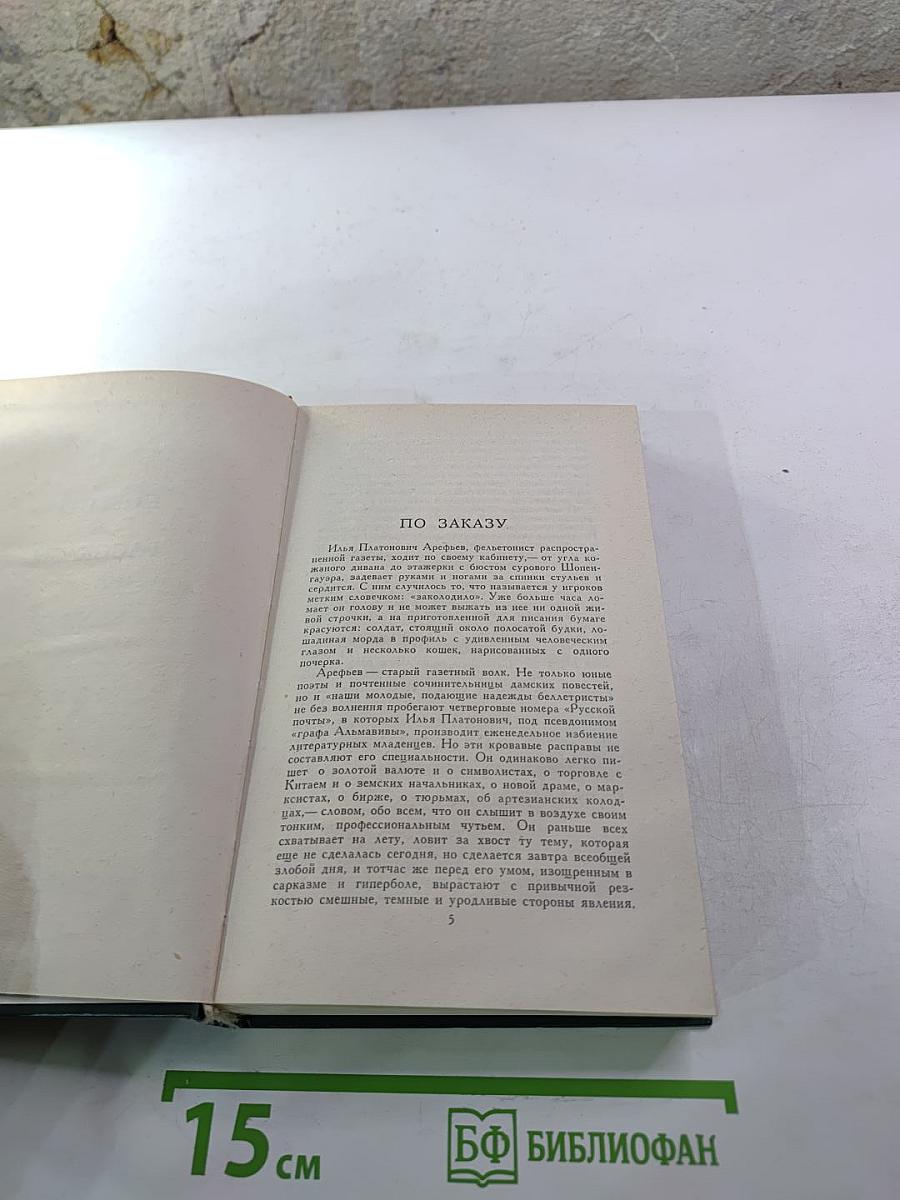 ПО ЗАКАЗУ
Илья Платонович Арефьев, фельетонист распростра-
ненной газеты, ходит по своему кабинету,— от угла ко-
жаного дивана до этажерки с бюстом сурового Шопен-
гауэра, задевает руками и ногами за спинки стульев и
сердится. С ним случилось то, что называется у игроков
метким словечком: «заколодило». Уже больше часа ло-
мает он голову и не может выжать из нее ни одной жи-
вой строчки, а на приготовленной для писания бумаге
красуются: солдат, стоящий около полосатой будки, ло-
шадиная морда в профиль с удивленным человеческим
глазом и несколько кошек, нарисованных с одного
почерка.
Арефьев — старый газетный волк. Не только юные
поэты и почтенные сочинительницы дамских повестей,
но и «наши молодые, подающие надежды беллетристы»
не без волнения пробегают четверговые номера «Русской
почты», в которых Илья Платонович, под псевдонимом
«графа Альмавивы», производит еженедельное избиение
литературных младенцев. Но эти кровавые расправы не
составляют его специальности. Он одинаково легко пи-
шет о золотой валюте и о символистах, о торговле с
Китаем и о земских начальниках, о новой драме, о мар-
ксистах, о бирже, о тюрьмах, об артезианских колод-
цах,— словом, обо всем, что он слышит в воздухе своим
тонким, профессиональным чутьем. Он раньше всех
схватывает на лету, ловит за хвост ту тему, которая
еще не сделалась сегодня, но сделается завтра всеобщей
злобой дня, и тотчас же перед его умом, изощренным в
сарказме и гиперболе, вырастают с привычной рез-
костью смешные, темные и уродливые стороны явления.
5
15 см
БФ БИБЛИОФАН